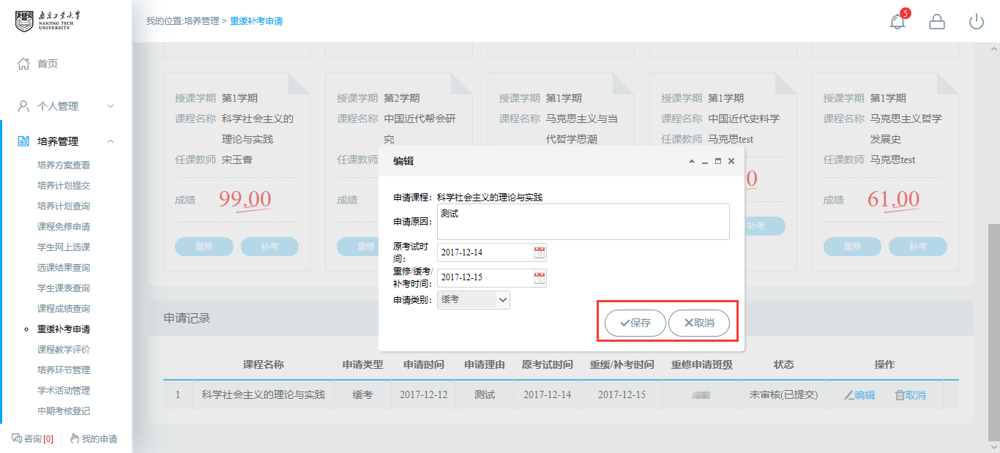 南京工业大学
NANJING TECH
UNIVERSITY
我的位置:培养管理 > 重缓补考申请
5
首页
个人管理
培养管理
培养方案查看
培养计划提交
培养计划查询
课程免修申请
学生网上选课
选课结果查询
学生课表查询
课程成绩查询
重缓补考申请
课程教学评价
培养环节管理
学术活动管理
中期考核登记
咨询[0]
我的申请
授课学期 第1学期
课程名称 科学社会主义的
理论与实践
任课教师 宋玉香
成绩 99.00
重修 补考
授课学期 第2学期
课程名称 中国近代帮会研
究
任课教师
成绩
重修
授课学期 第1学期
课程名称 马克思主义与当
代哲学思潮
授课学期 第1学期
课程名称 中国近代史料学
任课教师 马克思test
0
补考
授课学期 第1学期
课程名称 马克思主义哲学
发展史
任课教师 马克思test
成绩 61.00
重修 补考
编辑
申请课程: 科学社会主义的理论与实践
申请原因: 测试
原考试时
间: 2017-12-14
重修/缓考/
补考时间: 2017-12-15
申请类别: 缓考
保存 取消
申请记录
课程名称 申请类型 申请时间 申请理由 原考试时间 重缓/补考时间 重修申请班级 状态 操作
1 科学社会主义的理论与实践 缓考 2017-12-12 测试 2017-12-14 2017-12-15 未审核(已提交) 编辑 取消